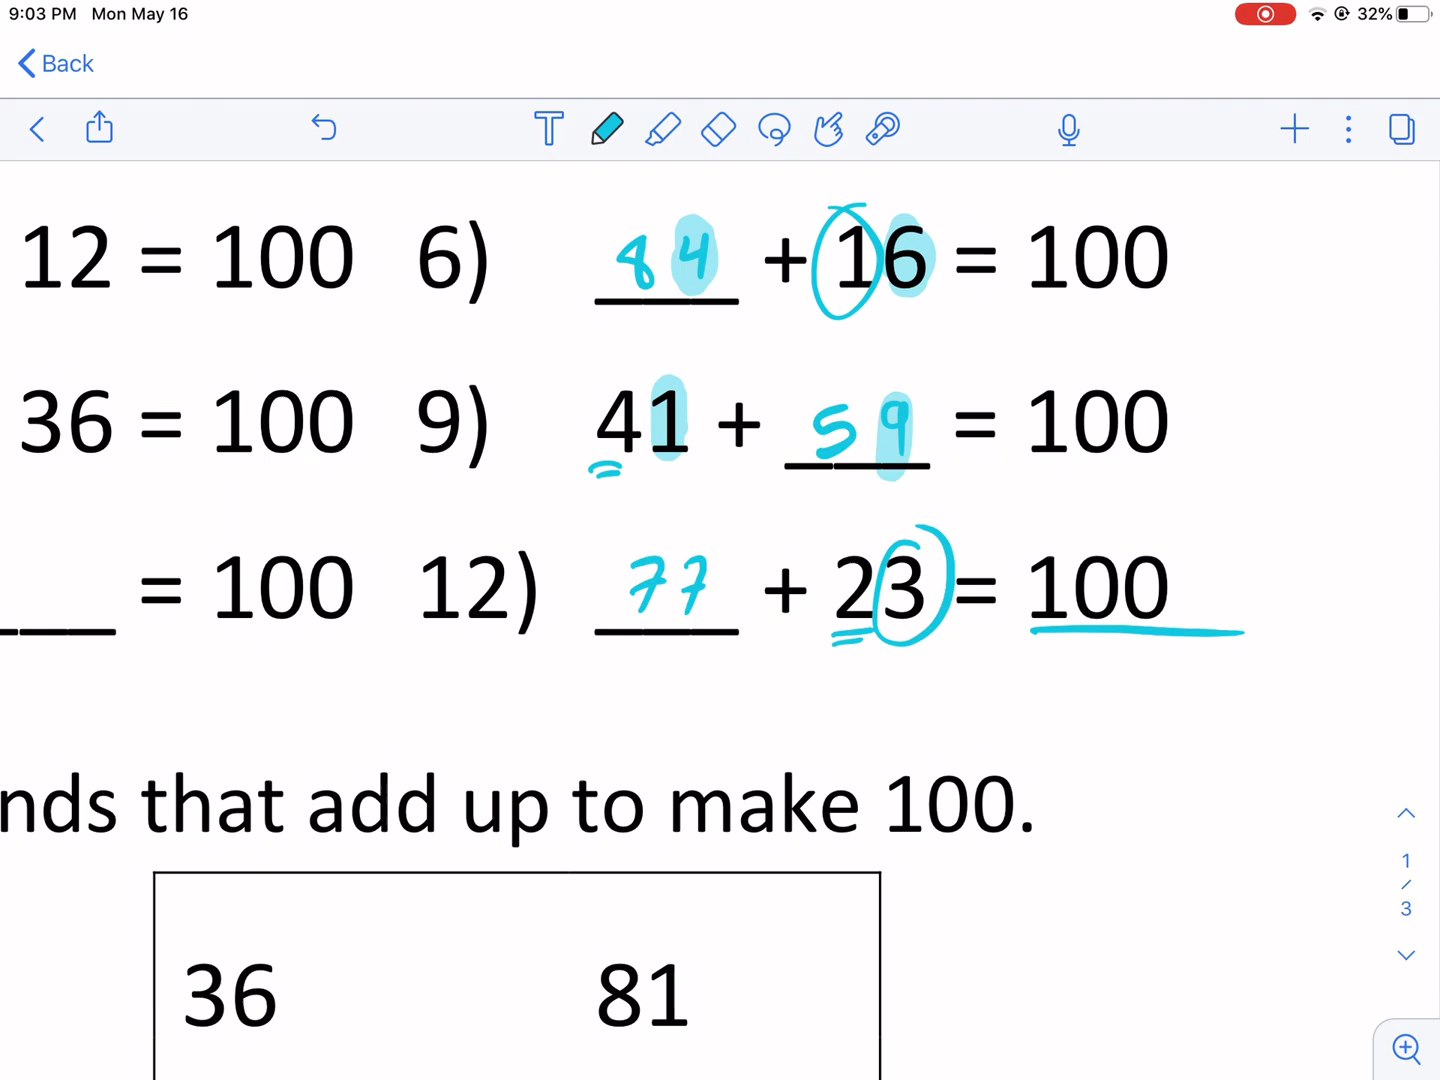 9:03 PM Mon May 16 32%
Back
12 = 100 6) 84 + 16 = 100
36 = 100 9) 41 + 59 = 100
___ = 100 12) 77 + 23 = 100
nds that add up to make 100.
1
/
3
36 81